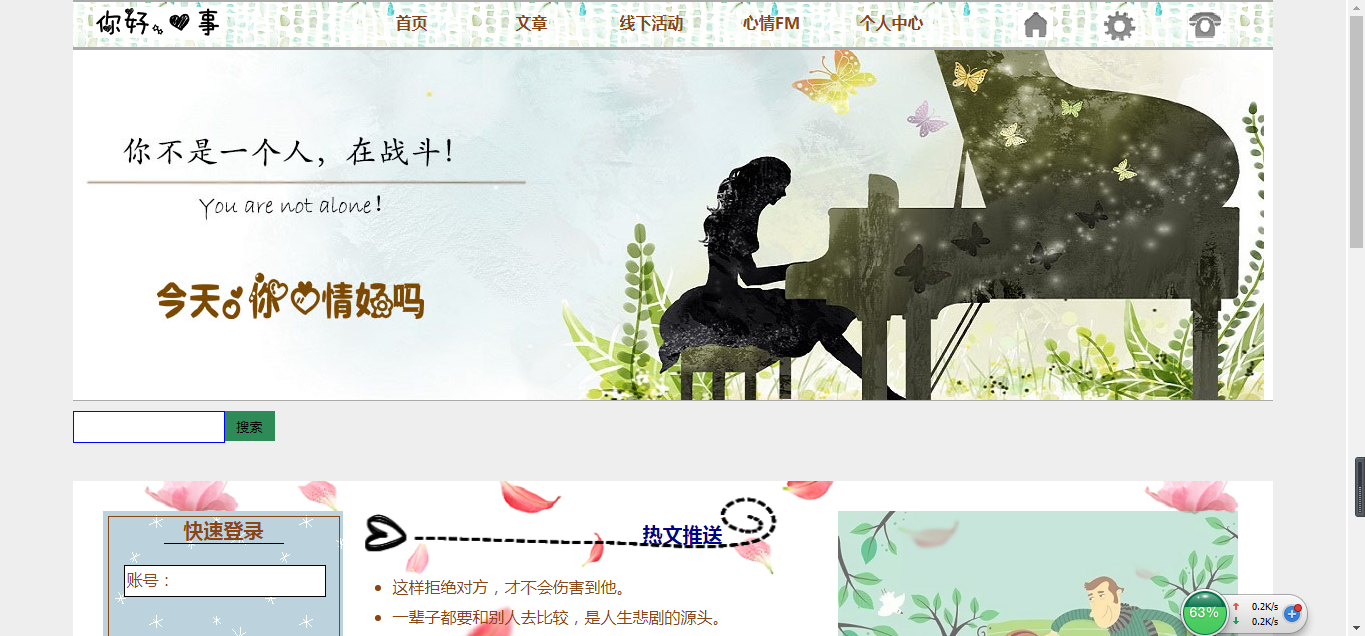 你好 事
首页 文章 线下活动 心情FM 个人中心
你不是一个人，在战斗！
You are not alone！
今天 你 情好吗
搜索
快速登录
热文推送
账号：
这样拒绝对方，才不会伤害到他。
一辈子都要和别人去比较，是人生悲剧的源头。
63%
0.2K/s
0.2K/s